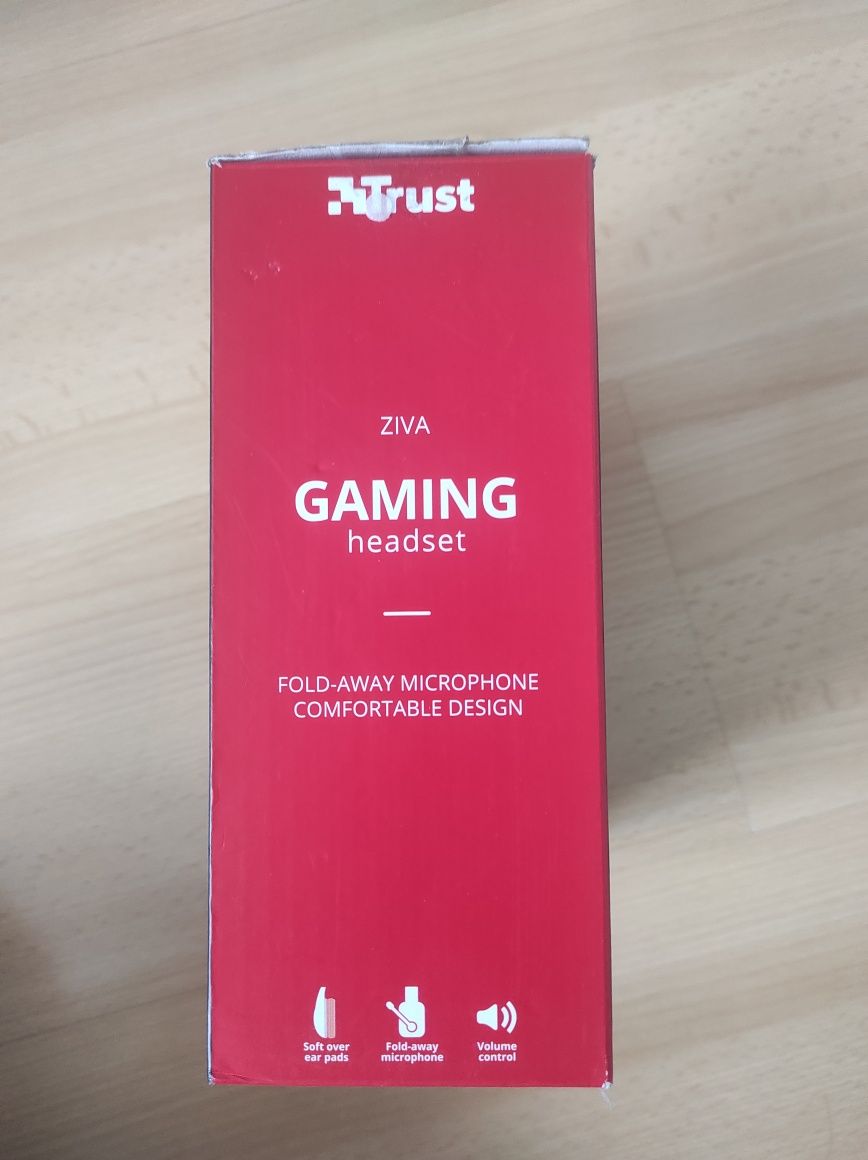 Trust
ZIVA
GAMING
headset
FOLD-AWAY MICROPHONE
COMFORTABLE DESIGN
Soft over
ear pads
Fold-away
microphone
Volume
control